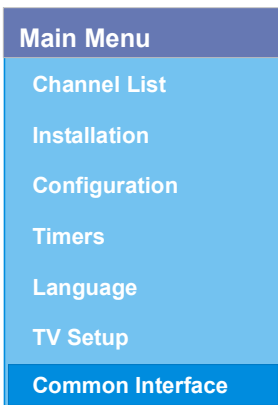 Main Menu
Channel List
Installation
Configuration
Timers
Language
TV Setup
Common Interface